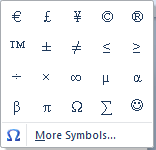 € £ ¥ © ®
™ ± ≠ ≤ ≥
÷ × ∞ µ α
β π Ω ∑ ☺
Ω More Symbols...